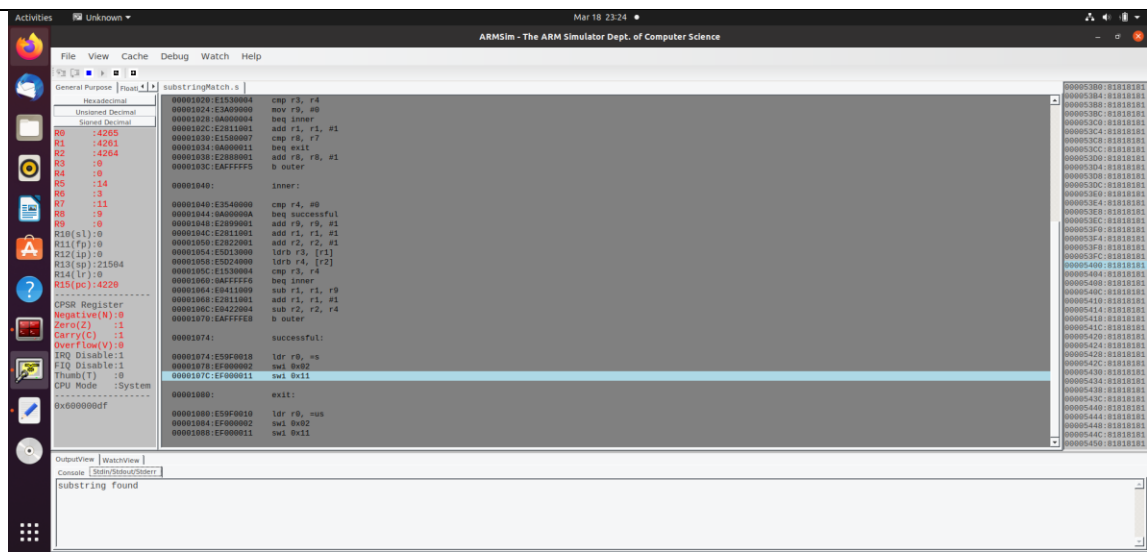 Activities Unknown Mar 18 23:24
ARMSim - The ARM Simulator Dept. of Computer Science
File View Cache Debug Watch Help
General Purpose Floati
Hexadecimal
Unsigned Decimal
Signed Decimal
R0 :4265
R1 :4261
R2 :4264
R3 :0
R4 :0
R5 :14
R6 :3
R7 :11
R8 :9
R9 :0
R10(sl):0
R11(fp):0
R12(ip):0
R13(sp):21504
R14(lr):0
R15(pc):4220
------------------
CPSR Register
Negative(N):0
Zero(Z) :1
Carry(C) :1
Overflow(V):0
IRQ Disable:1
FIQ Disable:1
Thumb(T) :0
CPU Mode :System
------------------
0x600000df
substringMatch.s
00001020:E1530004 cmp r3, r4
00001024:E3A09000 mov r9, #0
00001028:0A000004 beq inner
0000102C:E2811001 add r1, r1, #1
00001030:E1580007 cmp r8, r7
00001034:0A000011 beq exit
00001038:E2888001 add r8, r8, #1
0000103C:EAFFFFF5 b outer
00001040: inner:
00001040:E3540000 cmp r4, #0
00001044:0A00000A beq successful
00001048:E2899001 add r9, r9, #1
0000104C:E2811001 add r1, r1, #1
00001050:E2822001 add r2, r2, #1
00001054:E5D13000 ldrb r3, [r1]
00001058:E5D24000 ldrb r4, [r2]
0000105C:E1530004 cmp r3, r4
00001060:0AFFFFF6 beq inner
00001064:E0411009 sub r1, r1, r9
00001068:E2811001 add r1, r1, #1
0000106C:E0422004 sub r2, r2, r4
00001070:EAFFFFE8 b outer
00001074: successful:
00001074:E59F0018 ldr r0, =s
00001078:EF000002 swi 0x02
0000107C:EF000011 swi 0x11
00001080: exit:
00001080:E59F0010 ldr r0, =us
00001084:EF000002 swi 0x02
00001088:EF000011 swi 0x11
000053B0:81818181
000053B4:81818181
000053B8:81818181
000053BC:81818181
000053C0:81818181
000053C4:81818181
000053C8:81818181
000053CC:81818181
000053D0:81818181
000053D4:81818181
000053D8:81818181
000053DC:81818181
000053E0:81818181
000053E4:81818181
000053E8:81818181
000053EC:81818181
000053F0:81818181
000053F4:81818181
000053F8:81818181
000053FC:81818181
00005400:81818181
00005404:81818181
00005408:81818181
0000540C:81818181
00005410:81818181
00005414:81818181
00005418:81818181
0000541C:81818181
00005420:81818181
00005424:81818181
00005428:81818181
0000542C:81818181
00005430:81818181
00005434:81818181
00005438:81818181
0000543C:81818181
00005440:81818181
00005444:81818181
00005448:81818181
0000544C:81818181
00005450:81818181
OutputView WatchView
Console Stdin/Stdout/Stderr
substring found